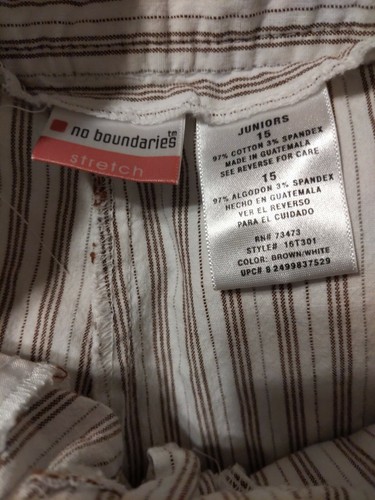 no boundaries
stretch
JUNIORS
15
97% COTTON 3% SPANDEX
MADE IN GUATEMALA
SEE REVERSE FOR CARE
15
97% ALGODON 3% SPANDEX
HECHO EN GUATEMALA
VER EL REVERSO
PARA EL CUIDADO
RN# 73473
STYLE# 16T301
COLOR: BROWN/WHITE
UPC# 8 2499837529